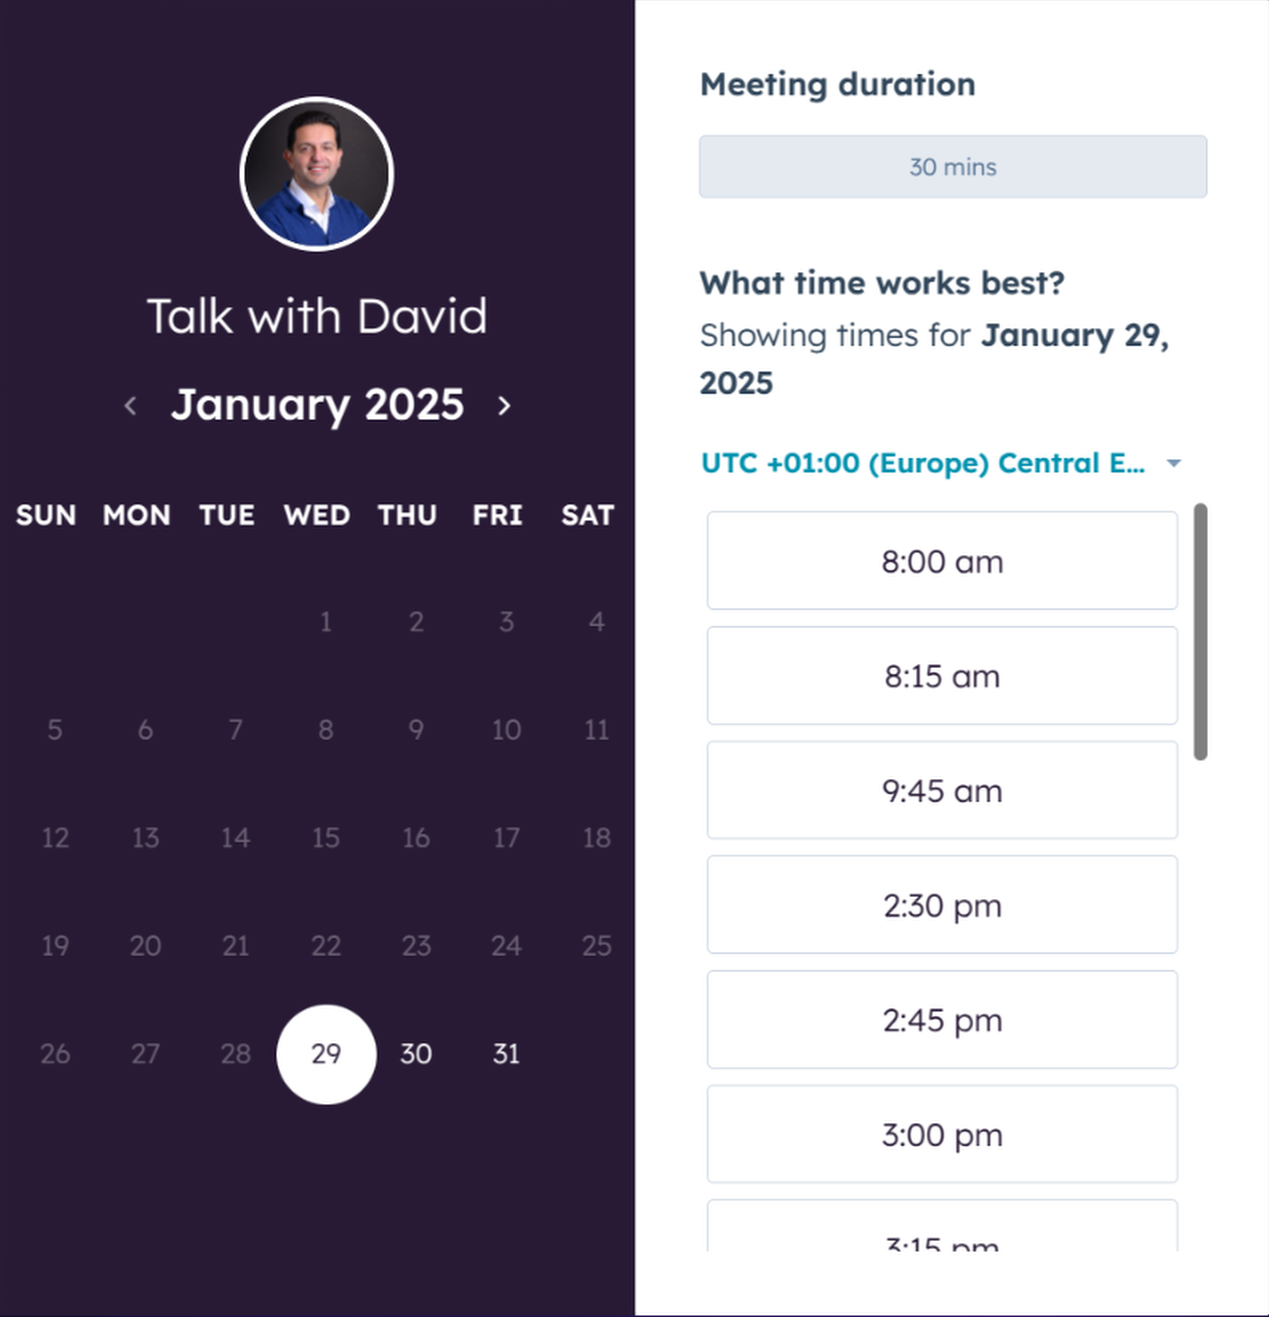 Talk with David
January 2025
SUN MON TUE WED THU FRI SAT
1 2 3 4
5 6 7 8 9 10 11
12 13 14 15 16 17 18
19 20 21 22 23 24 25
26 27 28 29 30 31
Meeting duration
30 mins
What time works best?
Showing times for January 29,
2025
UTC +01:00 (Europe) Central E...
8:00 am
8:15 am
9:45 am
2:30 pm
2:45 pm
3:00 pm
3:15 pm